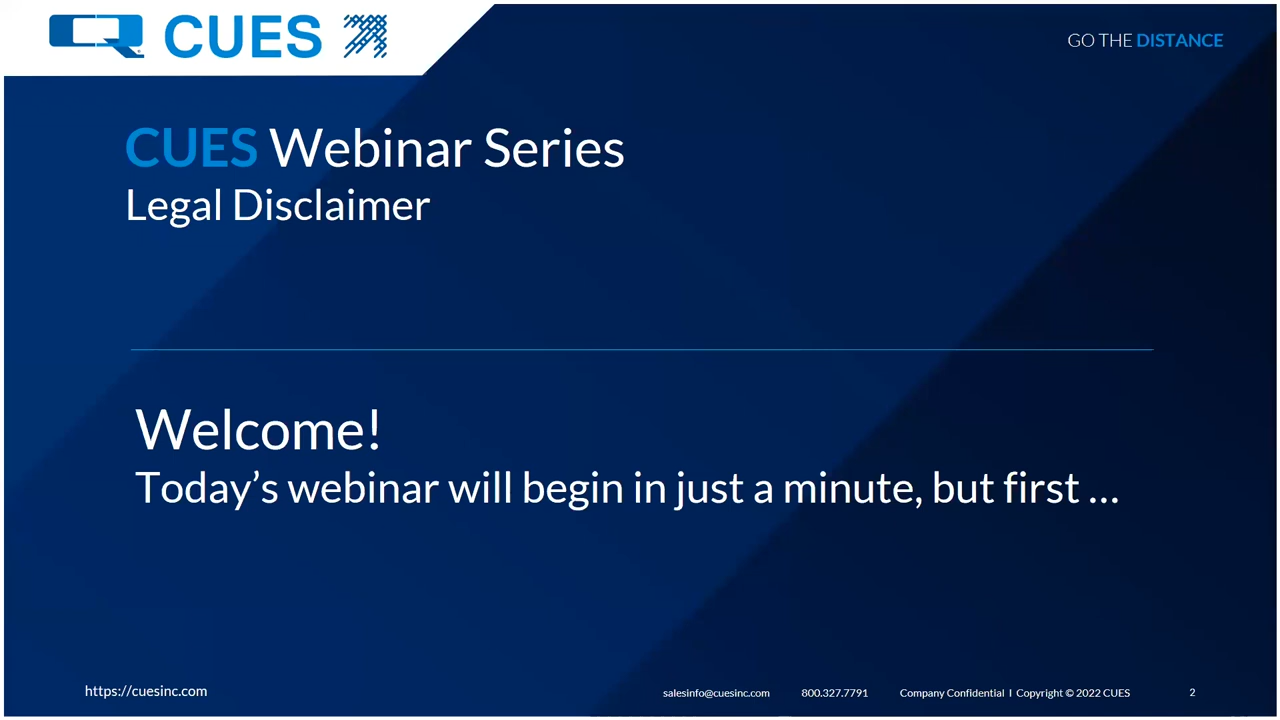 CUES
GO THE DISTANCE
CUES Webinar Series
Legal Disclaimer
Welcome!
Today's webinar will begin in just a minute, but first ...
https://cuesinc.com
salesinfo@cuesinc.com
800.327.7791
Company Confidential I Copyright © 2022 CUES
2